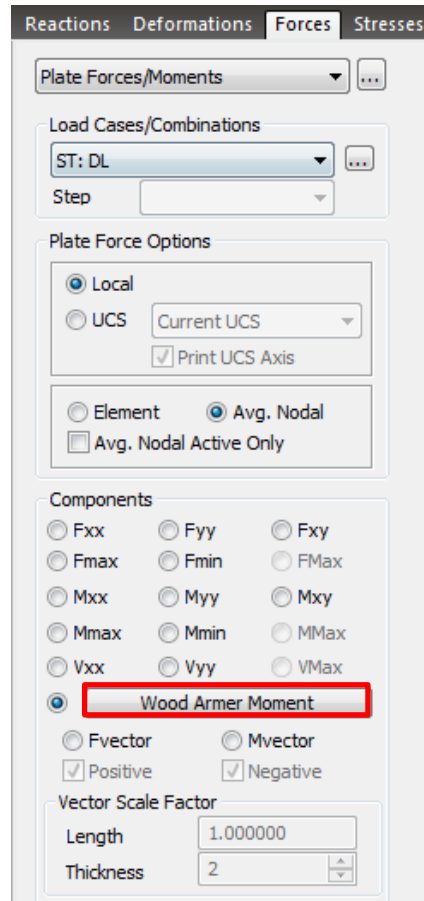 Reactions Deformations Forces Stresses
Plate Forces/Moments ...
Load Cases/Combinations
ST: DL ...
Step
Plate Force Options
Local
UCS Current UCS
Print UCS Axis
Element Avg. Nodal
Avg. Nodal Active Only
Components
Fxx Fyy Fxy
Fmax Fmin FMax
Mxx Myy Mxy
Mmax Mmin MMax
Vxx Vyy VMax
Wood Armer Moment
Fvector Mvector
Positive Negative
Vector Scale Factor
Length 1.000000
Thickness 2